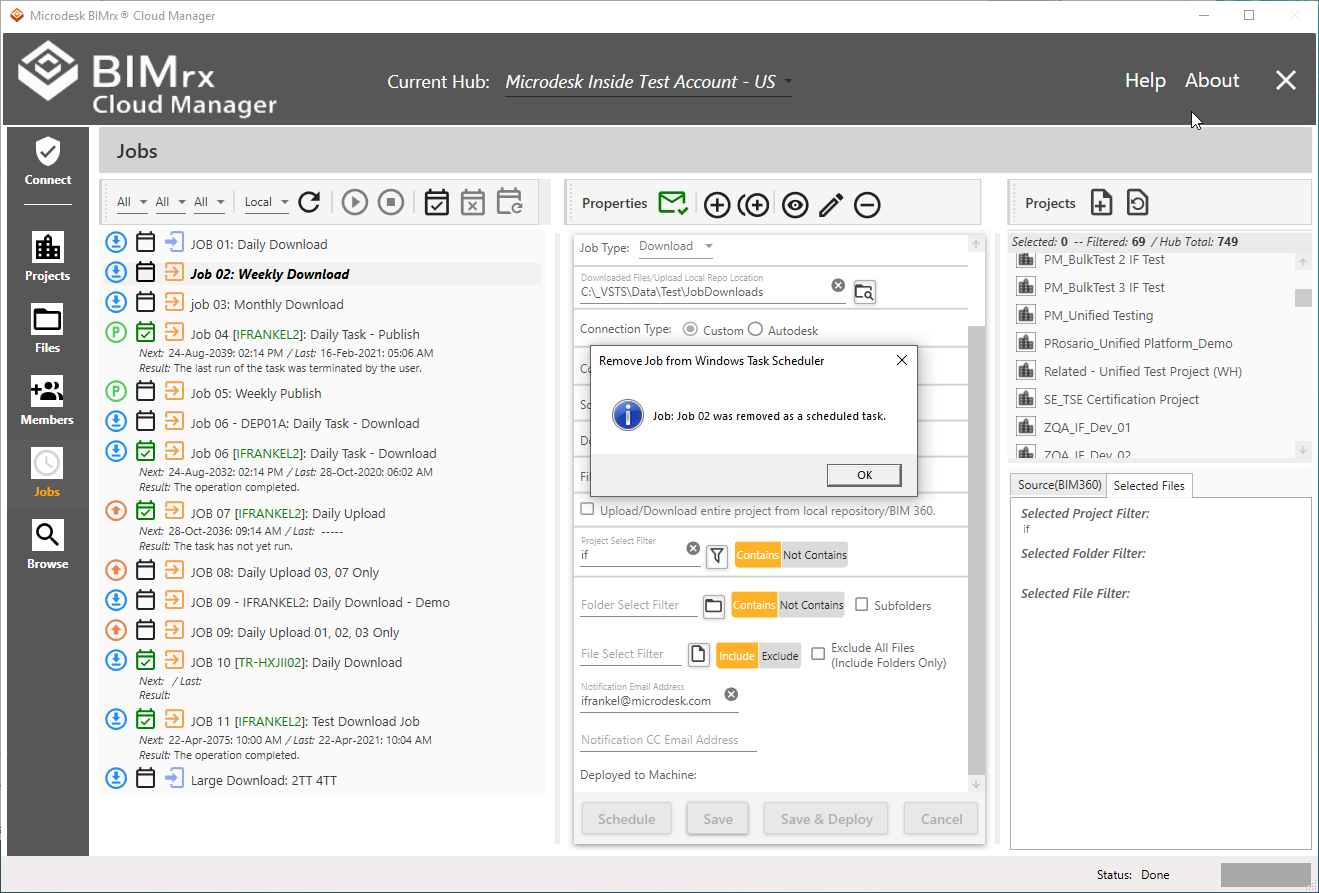 Microdesk BIMrx® Cloud Manager
BIMrx
Cloud Manager
Current Hub: Microdesk Inside Test Account - US
Help About
Connect
Projects
Files
Members
Jobs
Browse
Jobs
All All All Local
JOB 01: Daily Download
Job 02: Weekly Download
job 03: Monthly Download
Job 04 [IFRANKEL2]: Daily Task - Publish
Next: 24-Aug-2039: 02:14 PM / Last: 16-Feb-2021: 05:06 AM
Result: The last run of the task was terminated by the user.
Job 05: Weekly Publish
Job 06 - DEP01A: Daily Task - Download
Job 06 [IFRANKEL2]: Daily Task - Download
Next: 24-Aug-2032: 02:14 PM / Last: 28-Oct-2020: 06:02 AM
Result: The operation completed.
JOB 07 [IFRANKEL2]: Daily Upload
Next: 28-Oct-2036: 09:14 AM / Last: -----
Result: The task has not yet run.
JOB 08: Daily Upload 03, 07 Only
JOB 09 - IFRANKEL2: Daily Download - Demo
JOB 09: Daily Upload 01, 02, 03 Only
JOB 10 [TR-HXJII02]: Daily Download
Next: / Last:
Result:
JOB 11 [IFRANKEL2]: Test Download Job
Next: 22-Apr-2075: 10:00 AM / Last: 22-Apr-2021: 10:04 AM
Result: The operation completed.
Large Download: 2TT 4TT
Properties
Job Type: Download
Downloaded Files/Upload Local Repo Location
C:\_VSTS\Data\Test\JobDownloads
Connection Type: Custom Autodesk
Remove Job from Windows Task Scheduler
Job: Job 02 was removed as a scheduled task.
OK
Upload/Download entire project from local repository/BIM 360.
Project Select Filter
if
Contains Not Contains
Folder Select Filter
Contains Not Contains
Subfolders
File Select Filter
Include Exclude
Exclude All Files
(Include Folders Only)
Notification Email Address
ifrankel@microdesk.com
Notification CC Email Address
Deployed to Machine:
Schedule Save Save & Deploy Cancel
Projects
Selected: 0 -- Filtered: 69 / Hub Total: 749
PM_BulkTest 2 IF Test
PM_BulkTest 3 IF Test
PM_Unified Testing
PRosario_Unified Platform_Demo
Related - Unified Test Project (WH)
SE_TSE Certification Project
ZQA_IF_Dev_01
ZQA_IF_Dev_02
Source(BIM360) Selected Files
Selected Project Filter:
if
Selected Folder Filter:
Selected File Filter:
Status: Done